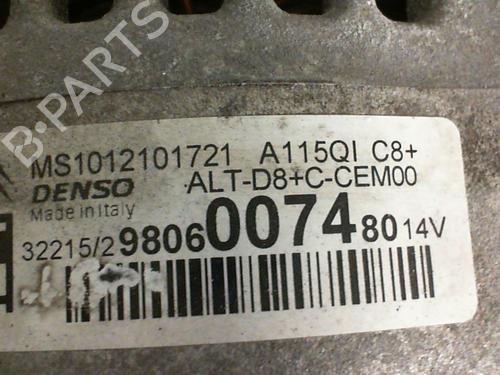 B-PARTS
MS1012101721 A115QI C8+
DENSO ALT-D8+C-CEM00
Made in Italy
32215/2 9806007480 14V